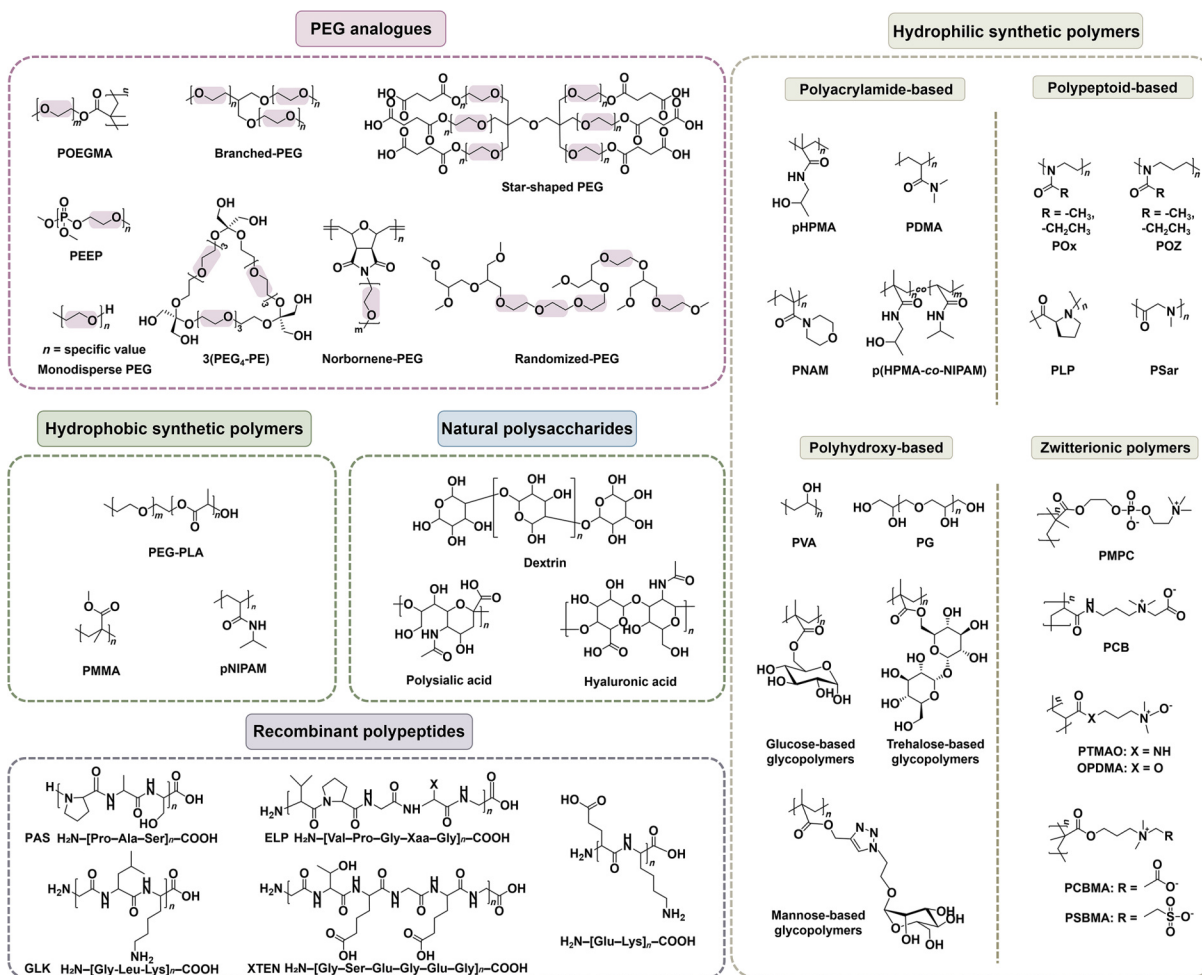 PEG analogues
POEGMA
Branched-PEG
Star-shaped PEG
PEEP
3(PEG₄-PE)
Norbornene-PEG
Randomized-PEG
n = specific value
Monodisperse PEG
Hydrophobic synthetic polymers
PEG-PLA
PMMA
pNIPAM
Natural polysaccharides
Dextrin
Polysialic acid
Hyaluronic acid
Recombinant polypeptides
PAS H₂N–[Pro–Ala–Ser]n–COOH
ELP H₂N–[Val–Pro–Gly–Xaa–Gly]n–COOH
H₂N–[Glu–Lys]n–COOH
GLK H₂N–[Gly–Leu–Lys]n–COOH
XTEN H₂N–[Gly–Ser–Glu–Gly–Glu–Gly]n–COOH
Hydrophilic synthetic polymers
Polyacrylamide-based
pHPMA
PDMA
PNAM
p(HPMA-co-NIPAM)
Polypeptoid-based
R = -CH₃,
-CH₂CH₃
POx
R = -CH₃,
-CH₂CH₃
POZ
PLP
PSar
Polyhydroxy-based
PVA
PG
Glucose-based
glycopolymers
Trehalose-based
glycopolymers
Mannose-based
glycopolymers
Zwitterionic polymers
PMPC
PCB
PTMAO: X = NH
OPDMA: X = O
PCBMA: R =
PSBMA: R =